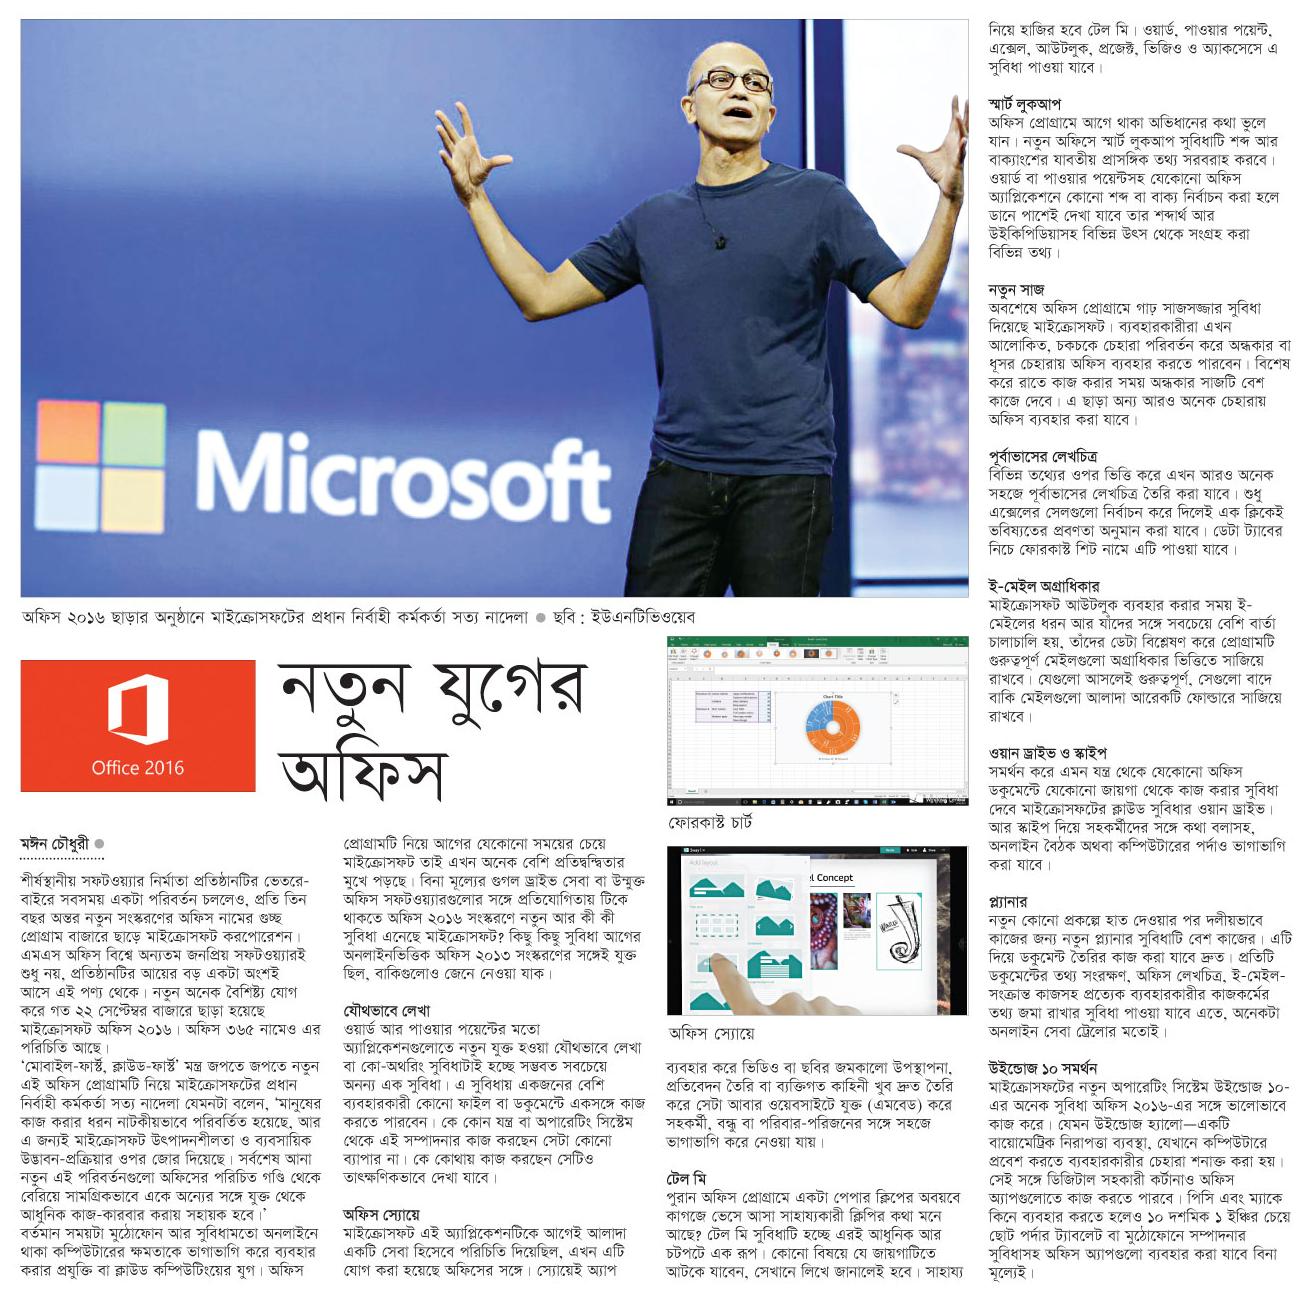 Microsoft
অফিস ২০১৬ ছাড়ার অনুষ্ঠানে মাইক্রোসফটের প্রধান নির্বাহী কর্মকর্তা সত্য নাদেলা ● ছবি : ইউএনটিভিওয়েব
Office 2016
নতুন যুগের
অফিস
মঈন চৌধুরী ●
শীর্ষস্থানীয় সফটওয়্যার নির্মাতা প্রতিষ্ঠানটির ভেতরে-
বাইরে সবসময় একটা পরিবর্তন চললেও, প্রতি তিন
বছর অন্তর নতুন সংস্করণের অফিস নামের গুচ্ছ
প্রোগ্রাম বাজারে ছাড়ে মাইক্রোসফট করপোরেশন।
এমএস অফিস বিশ্বে অন্যতম জনপ্রিয় সফটওয়্যারই
শুধু নয়, প্রতিষ্ঠানটির আয়ের বড় একটা অংশই
আসে এই পণ্য থেকে। নতুন অনেক বৈশিষ্ট্য যোগ
করে গত ২২ সেপ্টেম্বর বাজারে ছাড়া হয়েছে
মাইক্রোসফট অফিস ২০১৬। অফিস ৩৬৫ নামেও এর
পরিচিতি আছে।
‘মোবাইল-ফার্স্ট, ক্লাউড-ফার্স্ট’ মন্ত্র জপতে জপতে নতুন
এই অফিস প্রোগ্রামটি নিয়ে মাইক্রোসফটের প্রধান
নির্বাহী কর্মকর্তা সত্য নাদেলা যেমনটা বলেন, ‘মানুষের
কাজ করার ধরন নাটকীয়ভাবে পরিবর্তিত হয়েছে, আর
এ জন্যই মাইক্রোসফট উৎপাদনশীলতা ও ব্যবসায়িক
উদ্ভাবন-প্রক্রিয়ার ওপর জোর দিয়েছে। সর্বশেষ আনা
নতুন এই পরিবর্তনগুলো অফিসের পরিচিত গণ্ডি থেকে
বেরিয়ে সামগ্রিকভাবে একে অন্যের সঙ্গে যুক্ত থেকে
আধুনিক কাজ-কারবার করায় সহায়ক হবে।’
বর্তমান সময়টা মুঠোফোন আর সুবিধামতো অনলাইনে
থাকা কম্পিউটারের ক্ষমতাকে ভাগাভাগি করে ব্যবহার
করার প্রযুক্তি বা ক্লাউড কম্পিউটিংয়ের যুগ। অফিস
প্রোগ্রামটি নিয়ে আগের যেকোনো সময়ের চেয়ে
মাইক্রোসফট তাই এখন অনেক বেশি প্রতিদ্বন্দ্বিতার
মুখে পড়ছে। বিনা মূল্যের গুগল ড্রাইভ সেবা বা উন্মুক্ত
অফিস সফটওয়্যারগুলোর সঙ্গে প্রতিযোগিতায় টিকে
থাকতে অফিস ২০১৬ সংস্করণে নতুন আর কী কী
সুবিধা এনেছে মাইক্রোসফট? কিছু কিছু সুবিধা আগের
অনলাইনভিত্তিক অফিস ২০১৩ সংস্করণের সঙ্গেই যুক্ত
ছিল, বাকিগুলোও জেনে নেওয়া যাক।
যৌথভাবে লেখা
ওয়ার্ড আর পাওয়ার পয়েন্টের মতো
অ্যাপ্লিকেশনগুলোতে নতুন যুক্ত হওয়া যৌথভাবে লেখা
বা কো-অথরিং সুবিধাটাই হচ্ছে সম্ভবত সবচেয়ে
অনন্য এক সুবিধা। এ সুবিধায় একজনের বেশি
ব্যবহারকারী কোনো ফাইল বা ডকুমেন্টে একসঙ্গে কাজ
করতে পারবেন। কে কোন যন্ত্র বা অপারেটিং সিস্টেম
থেকে এই সম্পাদনার কাজ করছেন সেটা কোনো
ব্যাপার না। কে কোথায় কাজ করছেন সেটিও
তাৎক্ষণিকভাবে দেখা যাবে।
অফিস স্যোয়ে
মাইক্রোসফট এই অ্যাপ্লিকেশনটিকে আগেই আলাদা
একটি সেবা হিসেবে পরিচিতি দিয়েছিল, এখন এটি
যোগ করা হয়েছে অফিসের সঙ্গে। স্যোয়েই অ্যাপ
Chart Title
ফোরকাস্ট চার্ট
Add layout
Concept
অফিস স্যোয়ে
ব্যবহার করে ভিডিও বা ছবির জমকালো উপস্থাপনা,
প্রতিবেদন তৈরি বা ব্যক্তিগত কাহিনী খুব দ্রুত তৈরি
করে সেটা আবার ওয়েবসাইটে যুক্ত (এমবেড) করে
সহকর্মী, বন্ধু বা পরিবার-পরিজনের সঙ্গে সহজে
ভাগাভাগি করে নেওয়া যায়।
টেল মি
পুরান অফিস প্রোগ্রামে একটা পেপার ক্লিপের অবয়বে
কাগজে ভেসে আসা সাহায্যকারী ক্লিপির কথা মনে
আছে? টেল মি সুবিধাটি হচ্ছে এরই আধুনিক আর
চটপটে এক রূপ। কোনো বিষয়ে যে জায়গাটিতে
আটকে যাবেন, সেখানে লিখে জানালেই হবে। সাহায্য
নিয়ে হাজির হবে টেল মি। ওয়ার্ড, পাওয়ার পয়েন্ট,
এক্সেল, আউটলুক, প্রজেক্ট, ভিজিও ও অ্যাকসেসে এ
সুবিধা পাওয়া যাবে।
স্মার্ট লুকআপ
অফিস প্রোগ্রামে আগে থাকা অভিধানের কথা ভুলে
যান। নতুন অফিসে স্মার্ট লুকআপ সুবিধাটি শব্দ আর
বাক্যাংশের যাবতীয় প্রাসঙ্গিক তথ্য সরবরাহ করবে।
ওয়ার্ড বা পাওয়ার পয়েন্টসহ যেকোনো অফিস
অ্যাপ্লিকেশনে কোনো শব্দ বা বাক্য নির্বাচন করা হলে
ডানে পাশেই দেখা যাবে তার শব্দার্থ আর
উইকিপিডিয়াসহ বিভিন্ন উৎস থেকে সংগ্রহ করা
বিভিন্ন তথ্য।
নতুন সাজ
অবশেষে অফিস প্রোগ্রামে গাঢ় সাজসজ্জার সুবিধা
দিয়েছে মাইক্রোসফট। ব্যবহারকারীরা এখন
আলোকিত, চকচকে চেহারা পরিবর্তন করে অন্ধকার বা
ধূসর চেহারায় অফিস ব্যবহার করতে পারবেন। বিশেষ
করে রাতে কাজ করার সময় অন্ধকার সাজটি বেশ
কাজে দেবে। এ ছাড়া অন্য আরও অনেক চেহারায়
অফিস ব্যবহার করা যাবে।
পূর্বাভাসের লেখচিত্র
বিভিন্ন তথ্যের ওপর ভিত্তি করে এখন আরও অনেক
সহজে পূর্বাভাসের লেখচিত্র তৈরি করা যাবে। শুধু
এক্সেলের সেলগুলো নির্বাচন করে দিলেই এক ক্লিকেই
ভবিষ্যতের প্রবণতা অনুমান করা যাবে। ডেটা ট্যাবের
নিচে ফোরকাস্ট শিট নামে এটি পাওয়া যাবে।
ই-মেইল অগ্রাধিকার
মাইক্রোসফট আউটলুক ব্যবহার করার সময় ই-
মেইলের ধরন আর যাঁদের সঙ্গে সবচেয়ে বেশি বার্তা
চালাচালি হয়, তাঁদের ডেটা বিশ্লেষণ করে প্রোগ্রামটি
গুরুত্বপূর্ণ মেইলগুলো অগ্রাধিকার ভিত্তিতে সাজিয়ে
রাখবে। যেগুলো আসলেই গুরুত্বপূর্ণ, সেগুলো বাদে
বাকি মেইলগুলো আলাদা আরেকটি ফোল্ডারে সাজিয়ে
রাখবে।
ওয়ান ড্রাইভ ও স্কাইপ
সমর্থন করে এমন যন্ত্র থেকে যেকোনো অফিস
ডকুমেন্টে যেকোনো জায়গা থেকে কাজ করার সুবিধা
দেবে মাইক্রোসফটের ক্লাউড সুবিধার ওয়ান ড্রাইভ।
আর স্কাইপ দিয়ে সহকর্মীদের সঙ্গে কথা বলাসহ,
অনলাইন বৈঠক অথবা কম্পিউটারের পর্দাও ভাগাভাগি
করা যাবে।
প্ল্যানার
নতুন কোনো প্রকল্পে হাত দেওয়ার পর দলীয়ভাবে
কাজের জন্য নতুন প্ল্যানার সুবিধাটি বেশ কাজের। এটি
দিয়ে ডকুমেন্ট তৈরির কাজ করা যাবে দ্রুত। প্রতিটি
ডকুমেন্টের তথ্য সংরক্ষণ, অফিস লেখচিত্র, ই-মেইল-
সংক্রান্ত কাজসহ প্রত্যেক ব্যবহারকারীর কাজকর্মের
তথ্য জমা রাখার সুবিধা পাওয়া যাবে এতে, অনেকটা
অনলাইন সেবা ট্রেলোর মতোই।
উইন্ডোজ ১০ সমর্থন
মাইক্রোসফটের নতুন অপারেটিং সিস্টেম উইন্ডোজ ১০-
এর অনেক সুবিধা অফিস ২০১৬-এর সঙ্গে ভালোভাবে
কাজ করে। যেমন উইন্ডোজ হ্যালো—একটি
বায়োমেট্রিক নিরাপত্তা ব্যবস্থা, যেখানে কম্পিউটারে
প্রবেশ করতে ব্যবহারকারীর চেহারা শনাক্ত করা হয়।
সেই সঙ্গে ডিজিটাল সহকারী কর্টানাও অফিস
অ্যাপগুলোতে কাজ করতে পারবে। পিসি এবং ম্যাকে
কিনে ব্যবহার করতে হলেও ১০ দশমিক ১ ইঞ্চির চেয়ে
ছোট পর্দার ট্যাবলেট বা মুঠোফোনে সম্পাদনার
সুবিধাসহ অফিস অ্যাপগুলো ব্যবহার করা যাবে বিনা
মূল্যেই।